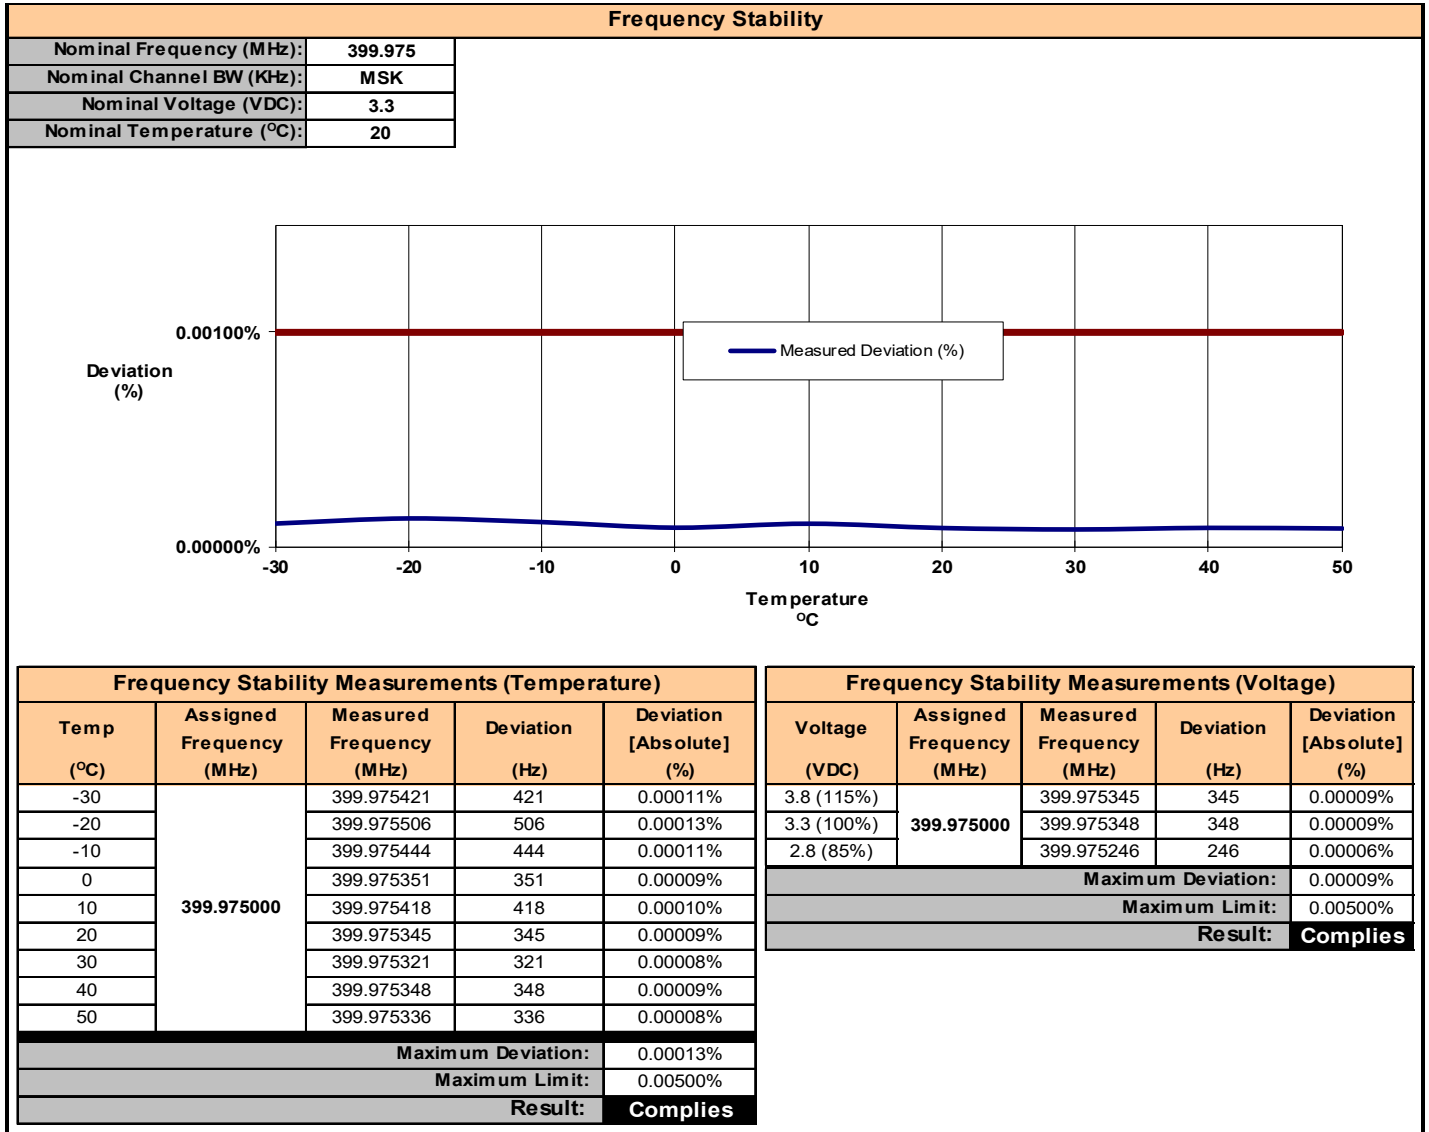 Frequency Stability
Nominal Frequency (MHz): 399.975
Nominal Channel BW (KHz): MSK
Nominal Voltage (VDC): 3.3
Nominal Temperature (ºC): 20
0.00100%
Measured Deviation (%)
Deviation
(%)
0.00000%
-30 -20 -10 0 10 20 30 40 50
Temperature
ºC
Frequency Stability Measurements (Temperature)
Temp Assigned Measured Deviation Deviation
Frequency Frequency [Absolute]
(ºC) (MHz) (MHz) (Hz) (%)
-30 399.975421 421 0.00011%
-20 399.975506 506 0.00013%
-10 399.975444 444 0.00011%
0 399.975351 351 0.00009%
10 399.975000 399.975418 418 0.00010%
20 399.975345 345 0.00009%
30 399.975321 321 0.00008%
40 399.975348 348 0.00009%
50 399.975336 336 0.00008%
Maximum Deviation: 0.00013%
Maximum Limit: 0.00500%
Result: Complies
Frequency Stability Measurements (Voltage)
Voltage Assigned Measured Deviation Deviation
Frequency Frequency [Absolute]
(VDC) (MHz) (MHz) (Hz) (%)
3.8 (115%) 399.975345 345 0.00009%
3.3 (100%) 399.975000 399.975348 348 0.00009%
2.8 (85%) 399.975246 246 0.00006%
Maximum Deviation: 0.00009%
Maximum Limit: 0.00500%
Result: Complies